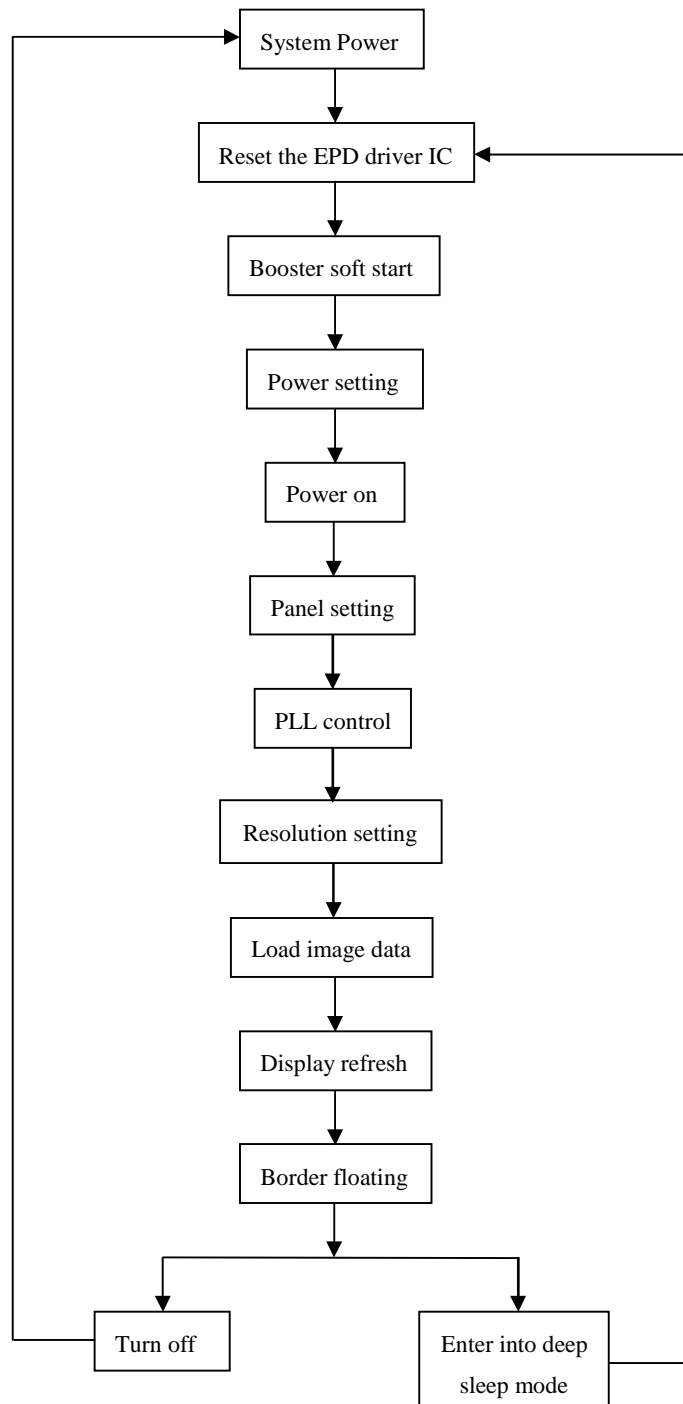 System Power
Reset the EPD driver IC
Booster soft start
Power setting
Power on
Panel setting
PLL control
Resolution setting
Load image data
Display refresh
Border floating
Turn off
Enter into deep
sleep mode